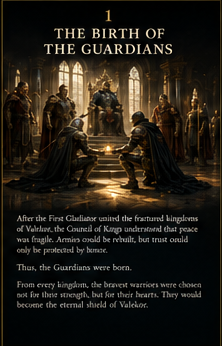 1
THE BIRTH OF
THE GUARDIANS
After the First Gladiator united the fractured kingdoms
of Valekor, the Council of Kings understood that peace
was fragile. Armies could be rebuilt, but trust could
only be protected by honor.
Thus, the Guardians were born.
From every kingdom, the bravest warriors were chosen
not for their strength, but for their hearts. They would
become the eternal shield of Valekor.